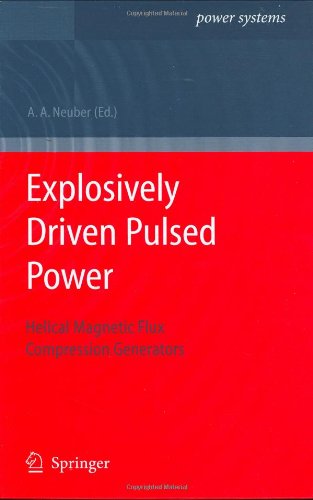 power systems
A. A. Neuber (Ed.)
Explosively
Driven Pulsed
Power
Helical Magnetic Flux
Compression Generators
Springer